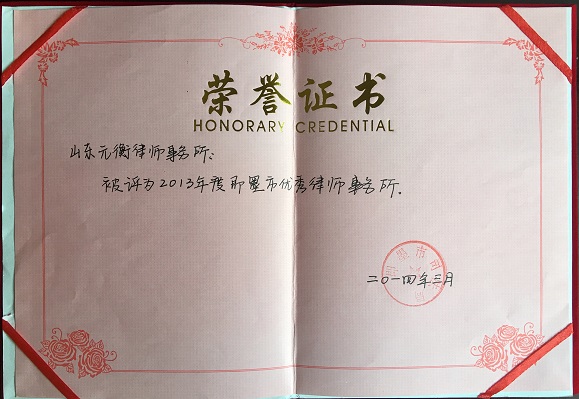 荣誉证书
HONORARY CREDENTIAL
山东元衡律师事务所:
被评为2013年度即墨市优秀律师事务所.
二〇一四年三月